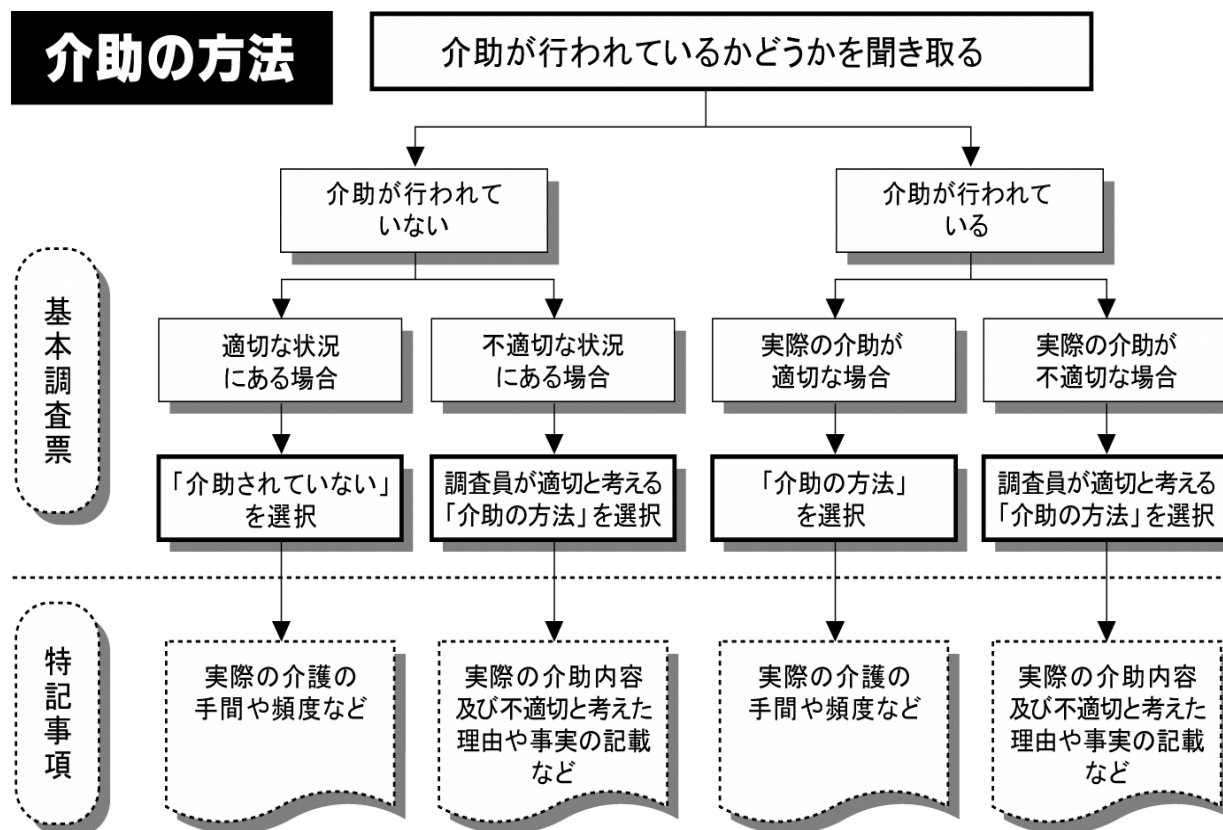 介助の方法
介助が行われているかどうかを聞き取る
介助が行われて
いない
介助が行われて
いる
基本調査票
適切な状況
にある場合
不適切な状況
にある場合
実際の介助が
適切な場合
実際の介助が
不適切な場合
「介助されていない」
を選択
調査員が適切と考える
「介助の方法」を選択
「介助の方法」
を選択
調査員が適切と考える
「介助の方法」を選択
特記事項
実際の介護の
手間や頻度など
実際の介助内容
及び不適切と考えた
理由や事実の記載
など
実際の介護の
手間や頻度など
実際の介助内容
及び不適切と考えた
理由や事実の記載
など